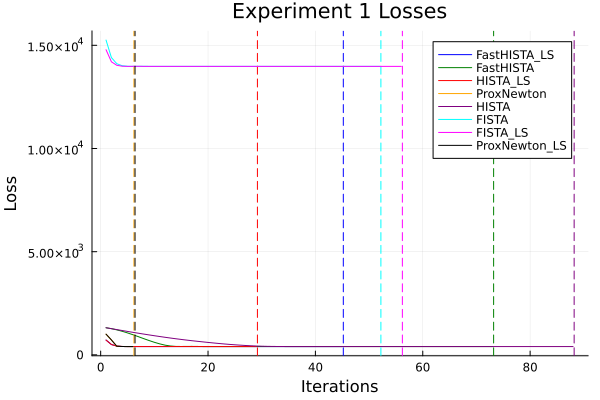 Experiment 1 Losses
Loss
1.50×10⁴
1.00×10⁴
5.00×10³
0
0
20
40
60
80
Iterations
FastHISTA_LS
FastHISTA
HISTA_LS
ProxNewton
HISTA
FISTA
FISTA_LS
ProxNewton_LS